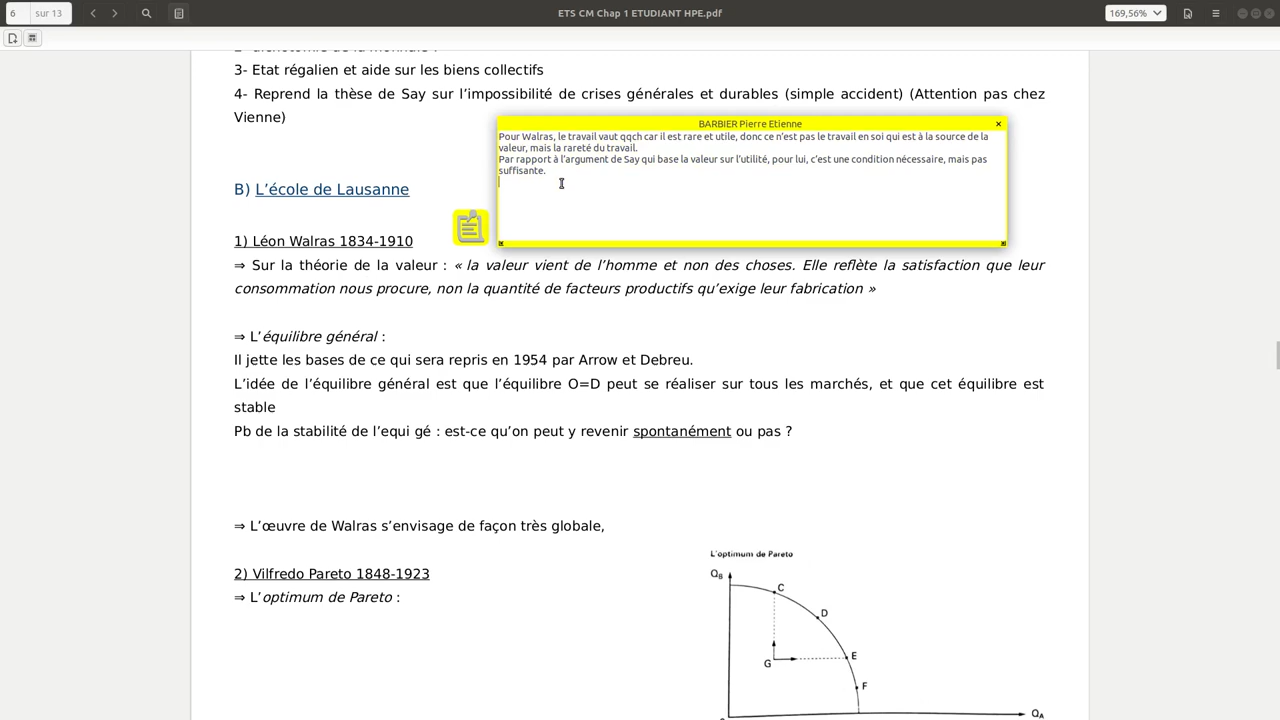 6
sur 13
ETS CM Chap 1 ETUDIANT HPE.pdf
169,56%
3- Etat régalien et aide sur les biens collectifs
4- Reprend la thèse de Say sur l'impossibilité de crises générales et durables (simple accident) (Attention pas chez
Vienne)
BARBIER Pierre Etienne
Pour Walras, le travail vaut qqch car il est rare et utile, donc ce n'est pas le travail en soi qui est à la source de la
valeur, mais la rareté du travail.
Par rapport à l'argument de Say qui base la valeur sur l'utilité, pour lui, c'est une condition nécessaire, mais pas
suffisante.
B) L'école de Lausanne
1) Léon Walras 1834-1910
⇒ Sur la théorie de la valeur : « la valeur vient de l'homme et non des choses. Elle reflète la satisfaction que leur
consommation nous procure, non la quantité de facteurs productifs qu'exige leur fabrication »
⇒ L'équilibre général :
Il jette les bases de ce qui sera repris en 1954 par Arrow et Debreu.
L'idée de l'équilibre général est que l'équilibre O=D peut se réaliser sur tous les marchés, et que cet équilibre est
stable
Pb de la stabilité de l'equi gé : est-ce qu'on peut y revenir spontanément ou pas ?
⇒ L'œuvre de Walras s'envisage de façon très globale,
2) Vilfredo Pareto 1848-1923
⇒ L'optimum de Pareto :
L'optimum de Pareto
QB
C
D
E
G
F
QA